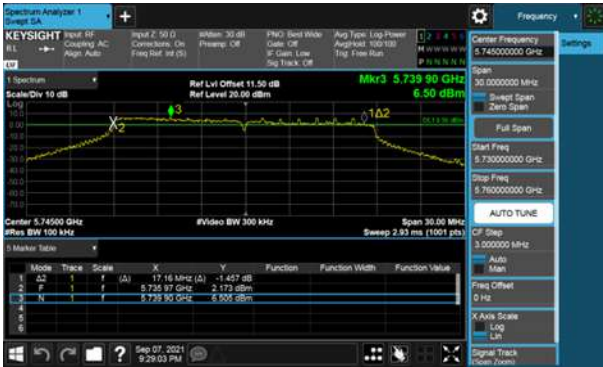 Spectrum Analyzer 1
Swept SA
+
Frequency
KEYSIGHT Input: RF Input Z: 50 Ω #Atten: 30 dB PNO: Best Wide Avg Type: Log-Power 1 2 3 4 5 6
RL Coupling: AC Corrections: On Preamp: Off Gate: Off Avg|Hold: 100/100
Align: Auto Freq Ref: Int (S) IF Gain: Low Trig: Free Run
Sig Track: Off
P N N N N N
LW
1 Spectrum
Scale/Div 10 dB
Ref Lvl Offset 11.50 dB
Ref Level 20.00 dBm
Mkr3 5.739 90 GHz
6.50 dBm
Log
10.0
0.00
X2
3
1Δ2
Center 5.74500 GHz #Video BW 300 kHz Span 30.00 MHz
#Res BW 100 kHz Sweep 2.93 ms (1001 pts)
5 Marker Table
Mode Trace Scale X Y Function Function Width Function Value
1 Δ2 1 f (Δ) 17.16 MHz (Δ) -1.457 dB
2 F 1 f 5.735 97 GHz 2.173 dBm
3 N 1 f 5.739 90 GHz 6.505 dBm
4
5
6
Sep 07, 2021
9:29:03 PM
Center Frequency
5.745000000 GHz
Settings
Span
30.0000000 MHz
Swept Span
Zero Span
Full Span
Start Freq
5.730000000 GHz
Stop Freq
5.760000000 GHz
AUTO TUNE
CF Step
3.000000 MHz
Auto
Man
Freq Offset
0 Hz
X Axis Scale
Log
Lin
Signal Track
(Span Zoom)